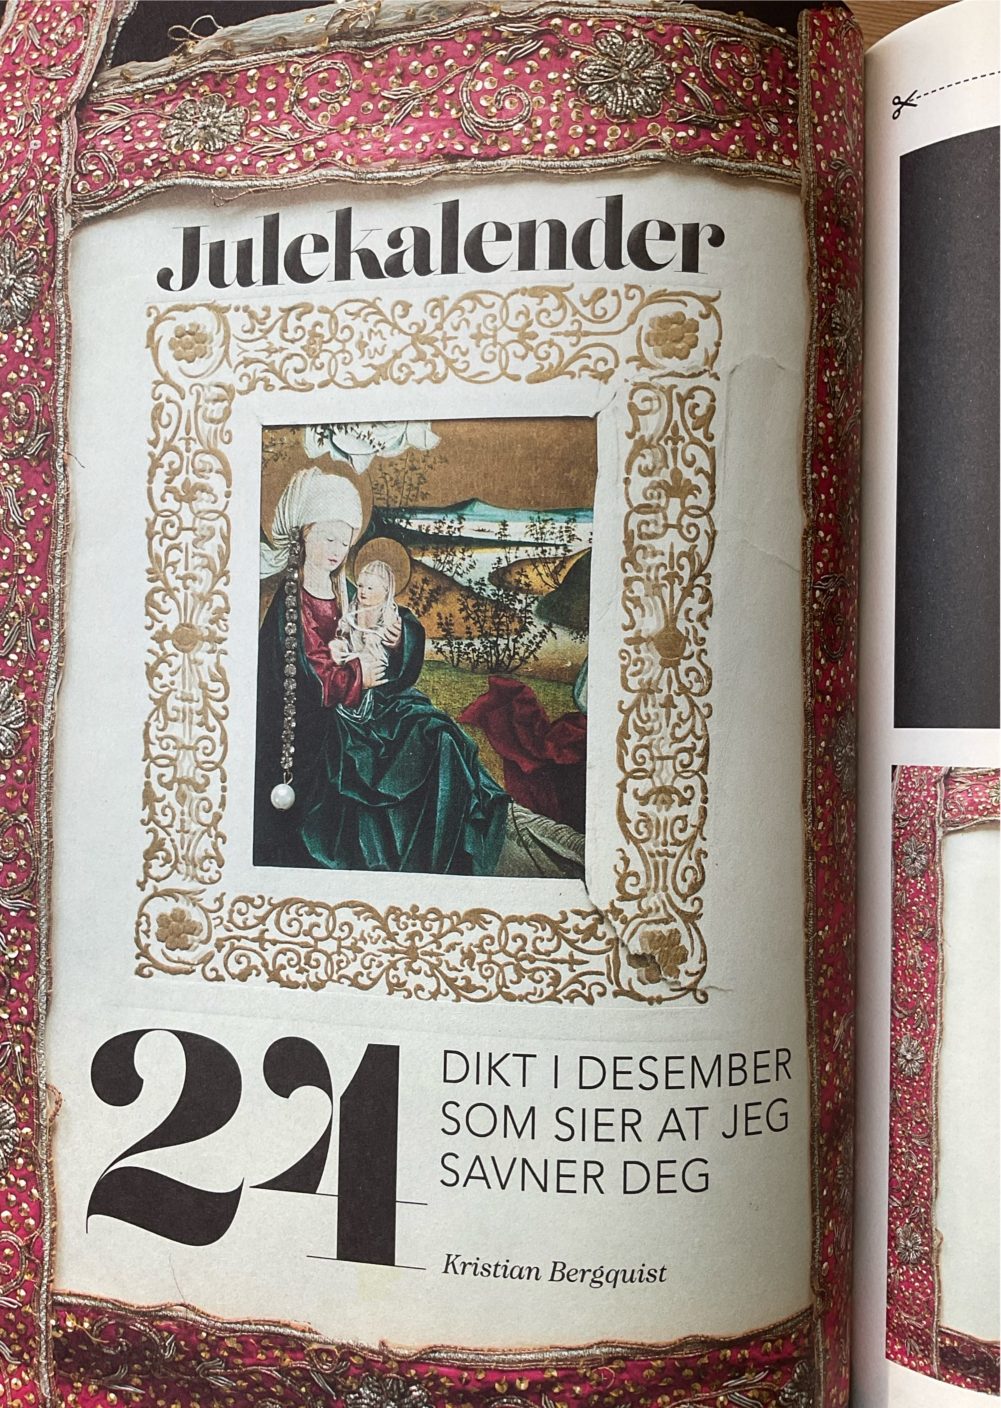 Julekalender
24
DIKT I DESEMBER
SOM SIER AT JEG
SAVNER DEG
Kristian Bergquist